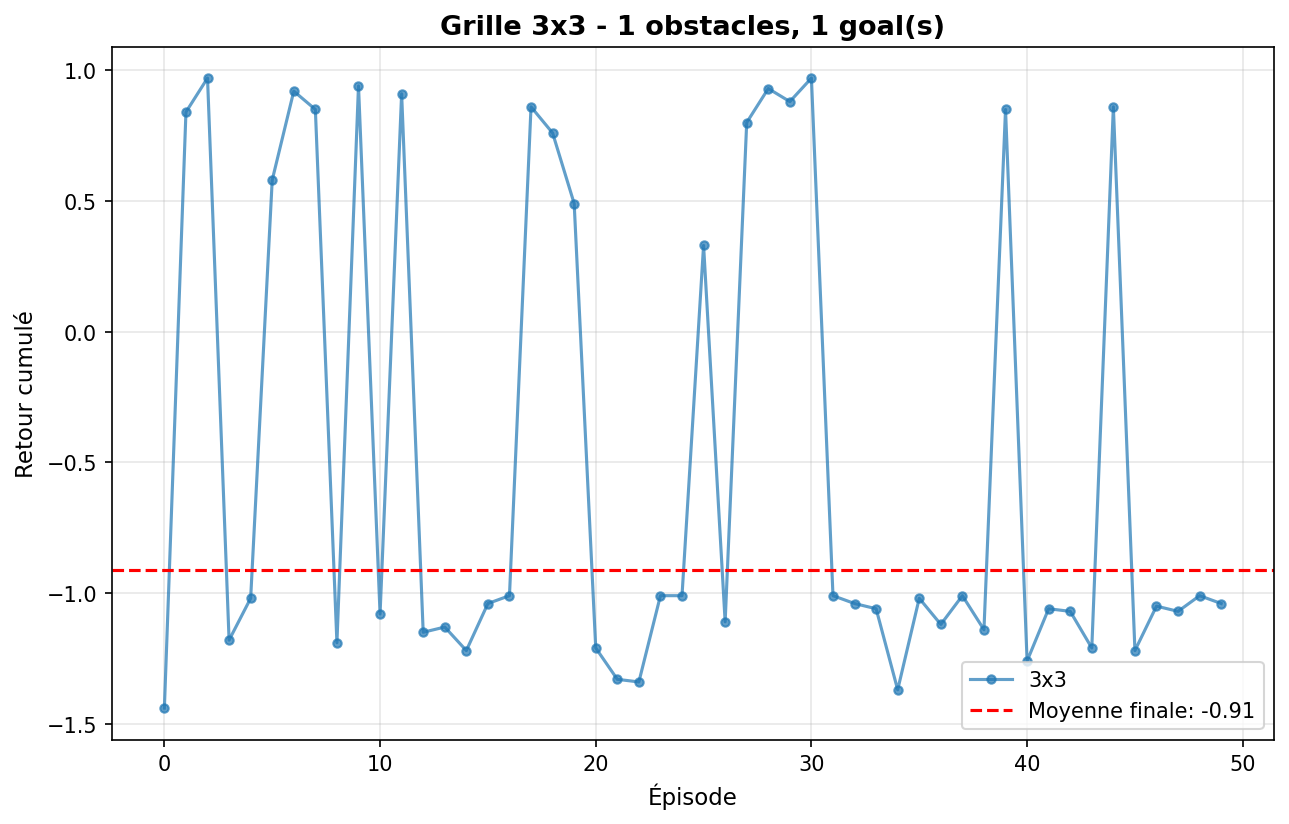 Grille 3x3 - 1 obstacles, 1 goal(s)
1.0
0.5
0.0
−0.5
−1.0
−1.5
Retour cumulé
0 10 20 30 40 50
Épisode
3x3
Moyenne finale: -0.91